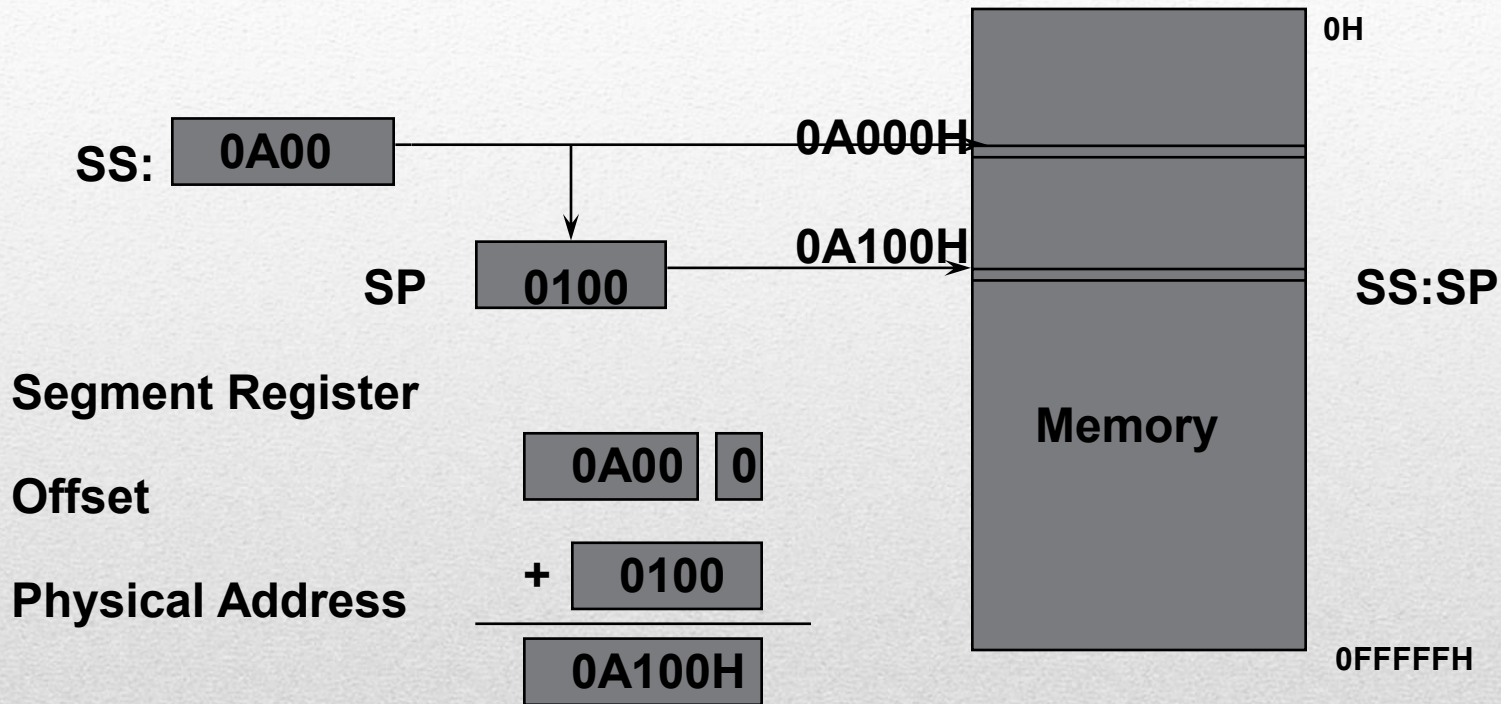 0H
SS: 0A00 0A000H
SP 0100 0A100H SS:SP
Segment Register
0A00 0
Offset
+ 0100
Physical Address
0A100H
Memory
0FFFFFH